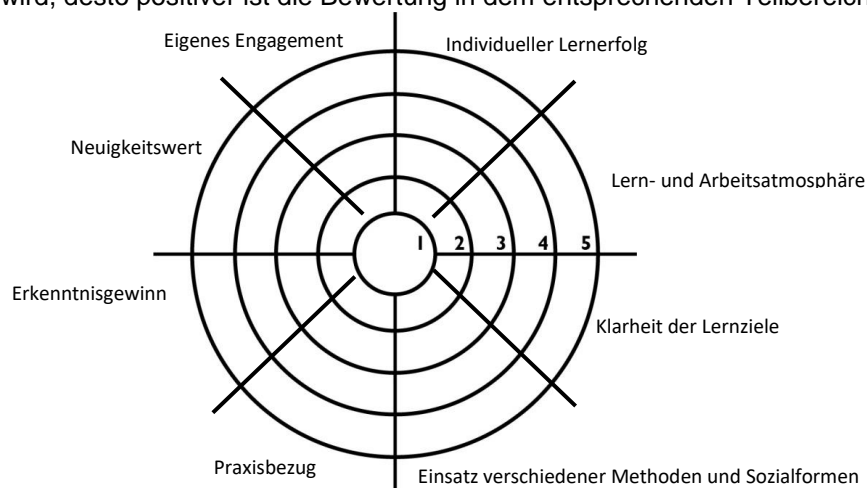 wird, desto positiver ist die Bewertung in dem entsprechenden Teilbereich
Eigenes Engagement
Individueller Lernerfolg
Neuigkeitswert
Lern- und Arbeitsatmosphäre
1 2 3 4 5
Erkenntnisgewinn
Klarheit der Lernziele
Praxisbezug
Einsatz verschiedener Methoden und Sozialformen